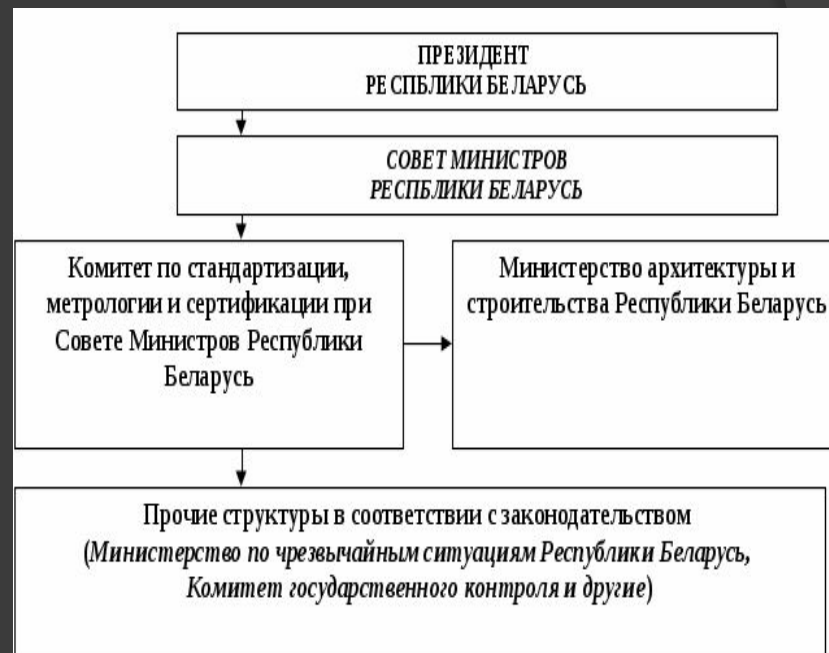 ПРЕЗИДЕНТ
РЕСПБЛИКИ БЕЛАРУСЬ
СОВЕТ МИНИСТРОВ
РЕСПБЛИКИ БЕЛАРУСЬ
Комитет по стандартизации,
метрологии и сертификации при
Совете Министров Республики
Беларусь
Министерство архитектуры и
строительства Республики Беларусь
Прочие структуры в соответствии с законодательством
(Министерство по чрезвычайным ситуациям Республики Беларусь,
Комитет государственного контроля и другие)